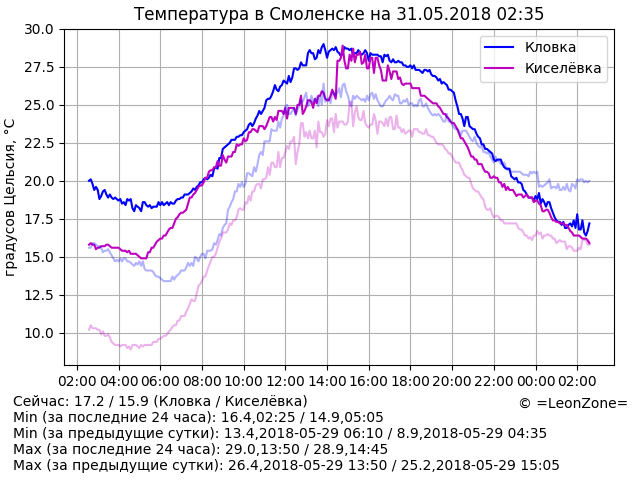 Температура в Смоленске на 31.05.2018 02:35
градусов Цельсия, °C
30.0
27.5
25.0
22.5
20.0
17.5
15.0
12.5
10.0
Кловка
Киселёвка
02:00 04:00 06:00 08:00 10:00 12:00 14:00 16:00 18:00 20:00 22:00 00:00 02:00
Сейчас: 17.2 / 15.9 (Кловка / Киселёвка)
© =LeonZone=
Min (за последние 24 часа): 16.4,02:25 / 14.9,05:05
Min (за предыдущие сутки): 13.4,2018-05-29 06:10 / 8.9,2018-05-29 04:35
Max (за последние 24 часа): 29.0,13:50 / 28.9,14:45
Max (за предыдущие сутки): 26.4,2018-05-29 13:50 / 25.2,2018-05-29 15:05